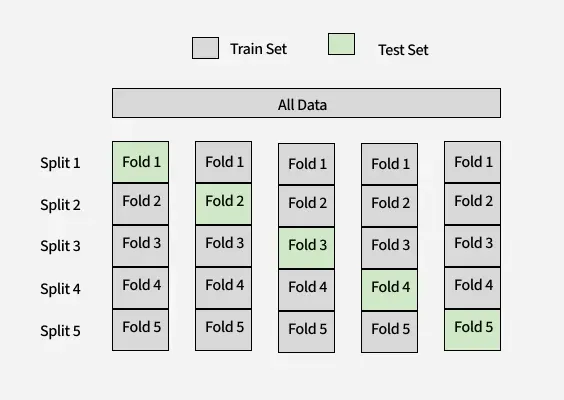 Train Set Test Set
All Data
Split 1 Fold 1 Fold 1 Fold 1 Fold 1 Fold 1
Split 2 Fold 2 Fold 2 Fold 2 Fold 2 Fold 2
Split 3 Fold 3 Fold 3 Fold 3 Fold 3 Fold 3
Split 4 Fold 4 Fold 4 Fold 4 Fold 4 Fold 4
Split 5 Fold 5 Fold 5 Fold 5 Fold 5 Fold 5